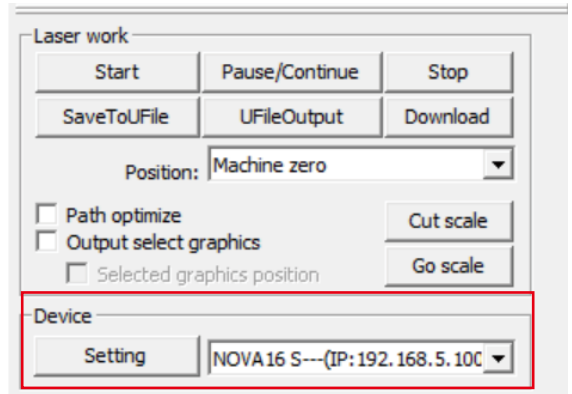 Laser work
Start Pause/Continue Stop
SaveToUFile UFileOutput Download
Position: Machine zero
Path optimize Cut scale
Output select graphics
Selected graphics position Go scale
Device
Setting NOVA16 S---(IP:192.168.5.100